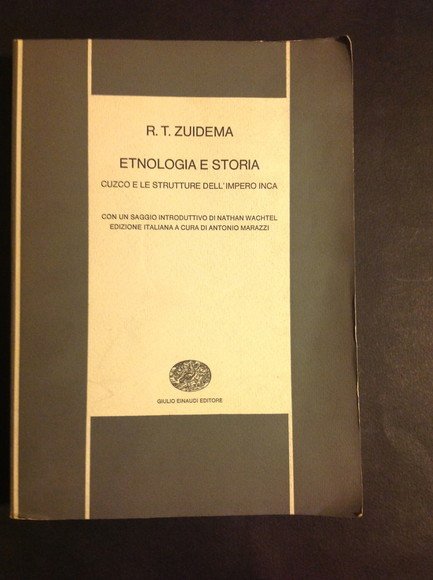 R. T. ZUIDEMA
ETNOLOGIA E STORIA
CUZCO E LE STRUTTURE DELL'IMPERO INCA
CON UN SAGGIO INTRODUTTIVO DI NATHAN WACHTEL
EDIZIONE ITALIANA A CURA DI ANTONIO MARAZZI
GIULIO EINAUDI EDITORE